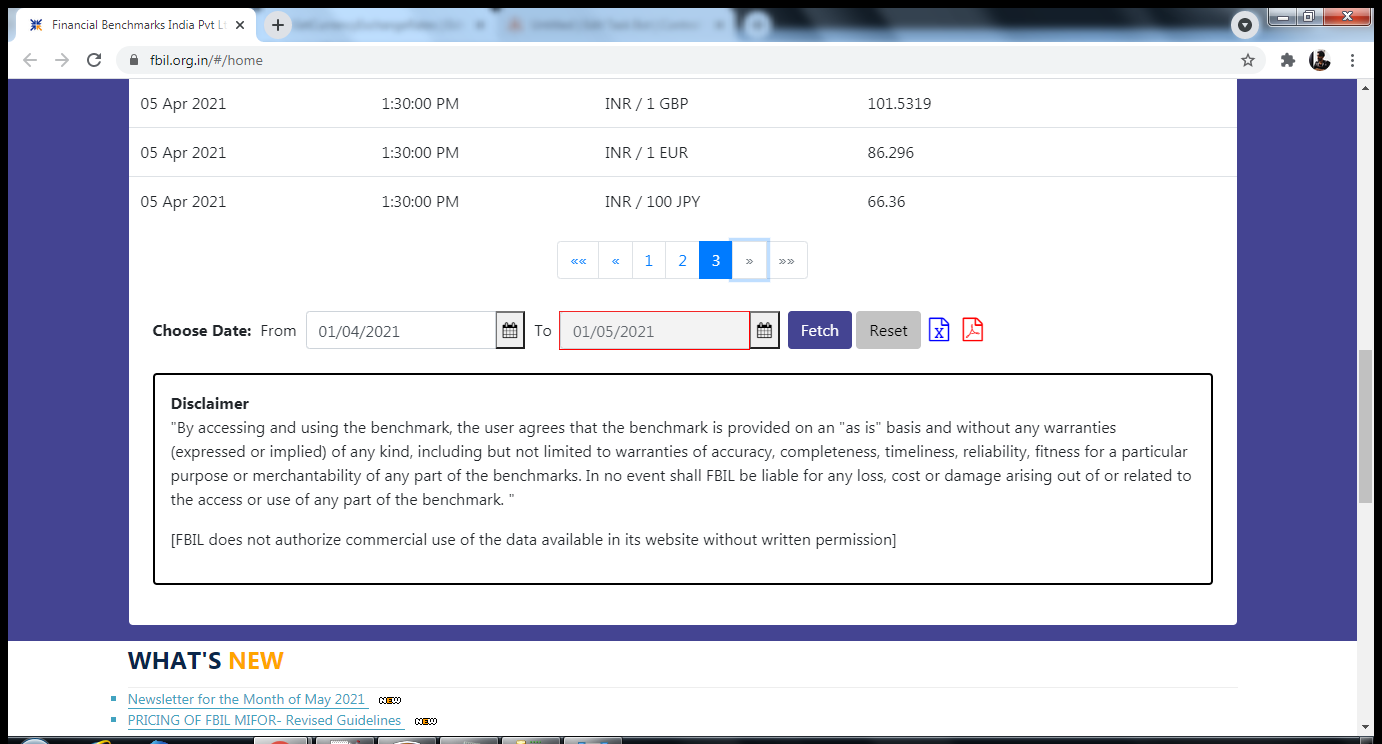 Financial Benchmarks India Pvt Lt
fbil.org.in/#/home
05 Apr 2021 1:30:00 PM INR / 1 GBP 101.5319
05 Apr 2021 1:30:00 PM INR / 1 EUR 86.296
05 Apr 2021 1:30:00 PM INR / 100 JPY 66.36
«« « 1 2 3 » »»
Choose Date: From 01/04/2021 To 01/05/2021 Fetch Reset
Disclaimer
"By accessing and using the benchmark, the user agrees that the benchmark is provided on an "as is" basis and without any warranties
(expressed or implied) of any kind, including but not limited to warranties of accuracy, completeness, timeliness, reliability, fitness for a particular
purpose or merchantability of any part of the benchmarks. In no event shall FBIL be liable for any loss, cost or damage arising out of or related to
the access or use of any part of the benchmark. "
[FBIL does not authorize commercial use of the data available in its website without written permission]
WHAT'S NEW
Newsletter for the Month of May 2021 NEW
PRICING OF FBIL MIFOR- Revised Guidelines NEW